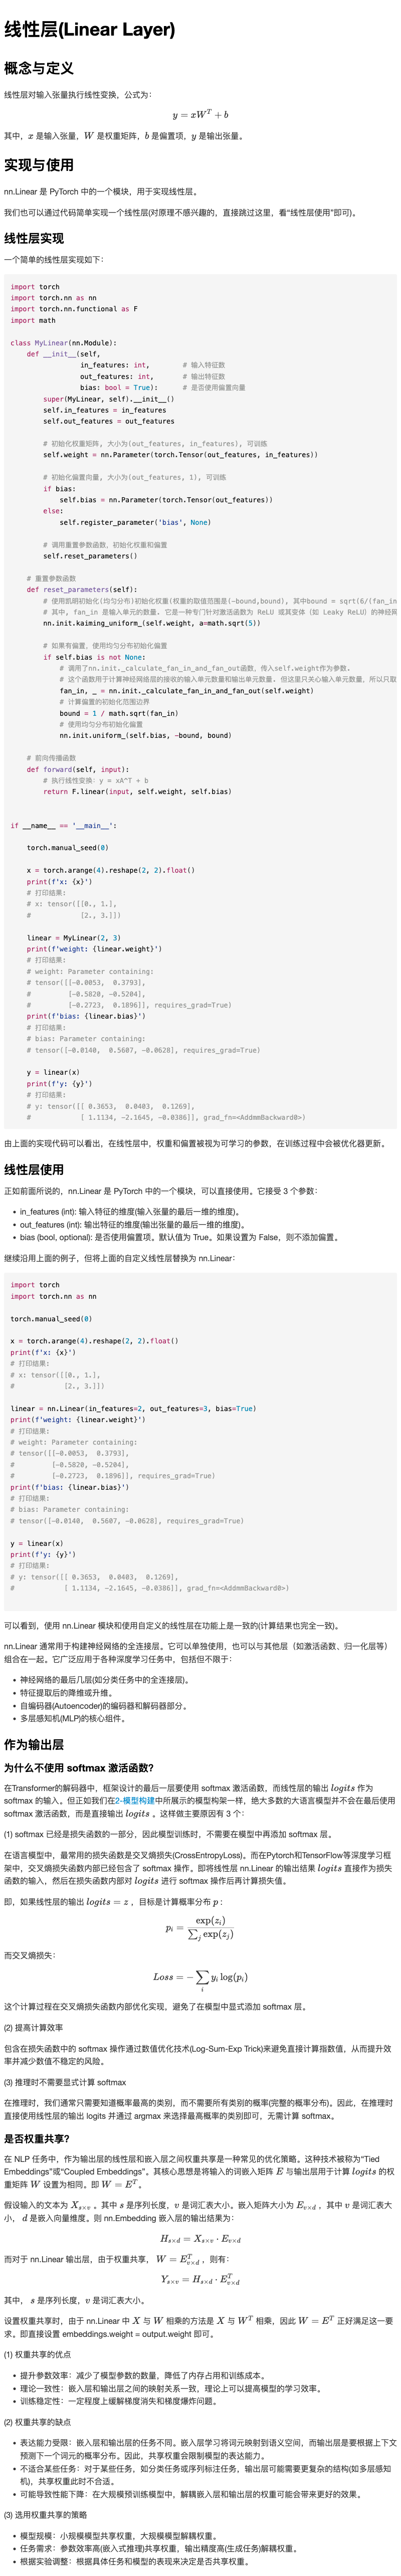 线性层(Linear Layer)
概念与定义
线性层对输入张量执行线性变换，公式为：
y = xW^T + b
其中，x 是输入张量，W 是权重矩阵，b 是偏置项，y 是输出张量。
实现与使用
nn.Linear 是 PyTorch 中的一个模块，用于实现线性层。
我们也可以通过代码简单实现一个线性层(对原理不感兴趣的，直接跳过这里，看“线性层使用”即可)。
线性层实现
一个简单的线性层实现如下：
import torch
import torch.nn as nn
import torch.nn.functional as F
import math
class MyLinear(nn.Module):
    def __init__(self,
                 in_features: int,        # 输入特征数
                 out_features: int,       # 输出特征数
                 bias: bool = True):      # 是否使用偏置向量
        super(MyLinear, self).__init__()
        self.in_features = in_features
        self.out_features = out_features
        # 初始化权重矩阵, 大小为(out_features, in_features), 可训练
        self.weight = nn.Parameter(torch.Tensor(out_features, in_features))
        # 初始化偏置向量, 大小为(out_features, 1), 可训练
        if bias:
            self.bias = nn.Parameter(torch.Tensor(out_features))
        else:
            self.register_parameter('bias', None)
        # 调用重置参数函数, 初始化权重和偏置
        self.reset_parameters()
    # 重置参数函数
    def reset_parameters(self):
        # 使用凯明初始化(均匀分布)初始化权重(权重的取值范围是(-bound,bound), 其中bound = sqrt(6/(fan_in
        # 其中, fan_in 是输入单元的数量. 它是一种专门针对激活函数为 ReLU 或其变体（如 Leaky ReLU）的神经网
        nn.init.kaiming_uniform_(self.weight, a=math.sqrt(5))
        # 如果有偏置, 使用均匀分布初始化偏置
        if self.bias is not None:
            # 调用了nn.init._calculate_fan_in_and_fan_out函数, 传入self.weight作为参数.
            # 这个函数用于计算神经网络层的接收的输入单元数量和输出单元数量. 但这里只关心输入单元数量, 所以只取
            fan_in, _ = nn.init._calculate_fan_in_and_fan_out(self.weight)
            # 计算偏置的初始化范围边界
            bound = 1 / math.sqrt(fan_in)
            # 使用均匀分布初始化偏置
            nn.init.uniform_(self.bias, -bound, bound)
    # 前向传播函数
    def forward(self, input):
        # 执行线性变换: y = xA^T + b
        return F.linear(input, self.weight, self.bias)
if __name__ == '__main__':
    torch.manual_seed(0)
    x = torch.arange(4).reshape(2, 2).float()
    print(f'x: {x}')
    # 打印结果:
    # x: tensor([[0., 1.],
    #            [2., 3.]])
    linear = MyLinear(2, 3)
    print(f'weight: {linear.weight}')
    # 打印结果:
    # weight: Parameter containing:
    # tensor([[-0.0053,  0.3793],
    #         [-0.5820, -0.5204],
    #         [-0.2723,  0.1896]], requires_grad=True)
    print(f'bias: {linear.bias}')
    # 打印结果:
    # bias: Parameter containing:
    # tensor([-0.0140,  0.5607, -0.0628], requires_grad=True)
    y = linear(x)
    print(f'y: {y}')
    # 打印结果:
    # y: tensor([[ 0.3653,  0.0403,  0.1269],
    #            [ 1.1134, -2.1645, -0.0386]], grad_fn=<AddmmBackward0>)
由上面的实现代码可以看出，在线性层中，权重和偏置被视为可学习的参数，在训练过程中会被优化器更新。
线性层使用
正如前面所说的，nn.Linear 是 PyTorch 中的一个模块，可以直接使用。它接受 3 个参数：
• in_features (int): 输入特征的维度(输入张量的最后一维的维度)。
• out_features (int): 输出特征的维度(输出张量的最后一维的维度)。
• bias (bool, optional): 是否使用偏置项。默认值为 True。如果设置为 False，则不添加偏置。
继续沿用上面的例子，但将上面的自定义线性层替换为 nn.Linear：
import torch
import torch.nn as nn
torch.manual_seed(0)
x = torch.arange(4).reshape(2, 2).float()
print(f'x: {x}')
# 打印结果:
# x: tensor([[0., 1.],
#            [2., 3.]])
linear = nn.Linear(in_features=2, out_features=3, bias=True)
print(f'weight: {linear.weight}')
# 打印结果:
# weight: Parameter containing:
# tensor([[-0.0053,  0.3793],
#         [-0.5820, -0.5204],
#         [-0.2723,  0.1896]], requires_grad=True)
print(f'bias: {linear.bias}')
# 打印结果:
# bias: Parameter containing:
# tensor([-0.0140,  0.5607, -0.0628], requires_grad=True)
y = linear(x)
print(f'y: {y}')
# 打印结果:
# y: tensor([[ 0.3653,  0.0403,  0.1269],
#            [ 1.1134, -2.1645, -0.0386]], grad_fn=<AddmmBackward0>)
可以看到，使用 nn.Linear 模块和使用自定义的线性层在功能上是一致的(计算结果也完全一致)。
nn.Linear 通常用于构建神经网络的全连接层。它可以单独使用，也可以与其他层（如激活函数、归一化层等）
组合在一起。它广泛应用于各种深度学习任务中，包括但不限于：
• 神经网络的最后几层(如分类任务中的全连接层)。
• 特征提取后的降维或升维。
• 自编码器(Autoencoder)的编码器和解码器部分。
• 多层感知机(MLP)的核心组件。
作为输出层
为什么不使用 softmax 激活函数?
在Transformer的解码器中，框架设计的最后一层要使用 softmax 激活函数，而线性层的输出 logits 作为
softmax 的输入。但正如我们在2-模型构建中所展示的模型构架一样，绝大多数的大语言模型并不会在最后使用
softmax 激活函数，而是直接输出 logits 。这样做主要原因有 3 个：
(1) softmax 已经是损失函数的一部分，因此模型训练时，不需要在模型中再添加 softmax 层。
在语言模型中，最常用的损失函数是交叉熵损失(CrossEntropyLoss)。而在Pytorch和TensorFlow等深度学习框
架中，交叉熵损失函数内部已经包含了 softmax 操作。即将线性层 nn.Linear 的输出结果 logits 直接作为损失
函数的输入，然后在损失函数内部对 logits 进行 softmax 操作后再计算损失值。
即，如果线性层的输出 logits = z ，目标是计算概率分布 p :
p_i = exp(z_i) / ∑_j exp(z_j)
而交叉熵损失：
Loss = −∑_i y_i log(p_i)
这个计算过程在交叉熵损失函数内部优化实现，避免了在模型中显式添加 softmax 层。
(2) 提高计算效率
包含在损失函数中的 softmax 操作通过数值优化技术(Log-Sum-Exp Trick)来避免直接计算指数值，从而提升效
率并减少数值不稳定的风险。
(3) 推理时不需要显式计算 softmax
在推理时，我们通常只需要知道概率最高的类别，而不需要所有类别的概率(完整的概率分布)。因此，在推理时
直接使用线性层的输出 logits 并通过 argmax 来选择最高概率的类别即可，无需计算 softmax。
是否权重共享?
在 NLP 任务中，作为输出层的线性层和嵌入层之间权重共享是一种常见的优化策略。这种技术被称为“Tied
Embeddings”或“Coupled Embeddings”。其核心思想是将输入的词嵌入矩阵 E 与输出层用于计算 logits 的权
重矩阵 W 设置为相同。即 W = E^T。
假设输入的文本为 X_{s×v} 。其中 s 是序列长度，v 是词汇表大小。嵌入矩阵大小为 E_{v×d} ，其中 v 是词汇表大
小， d 是嵌入向量维度。则 nn.Embedding 嵌入层的输出结果为：
H_{s×d} = X_{s×v} · E_{v×d}
而对于 nn.Linear 输出层，由于权重共享， W = E^T_{v×d} ，则有：
Y_{s×v} = H_{s×d} · E^T_{v×d}
其中， s 是序列长度，v 是词汇表大小。
设置权重共享时，由于 nn.Linear 中 X 与 W 相乘的方法是 X 与 W^T 相乘，因此 W = E^T 正好满足这一要
求。即直接设置 embeddings.weight = output.weight 即可。
(1) 权重共享的优点
• 提升参数效率：减少了模型参数的数量，降低了内存占用和训练成本。
• 理论一致性：嵌入层和输出层之间的映射关系一致，理论上可以提高模型的学习效率。
• 训练稳定性：一定程度上缓解梯度消失和梯度爆炸问题。
(2) 权重共享的缺点
• 表达能力受限：嵌入层和输出层的任务不同。嵌入层学习将词元映射到语义空间，而输出层是要根据上下文
预测下一个词元的概率分布。因此，共享权重会限制模型的表达能力。
• 不适合某些任务：对于某些任务，如分类任务或序列标注任务，输出层可能需要更复杂的结构(如多层感知
机)，共享权重此时不合适。
• 可能导致性能下降：在大规模预训练模型中，解耦嵌入层和输出层的权重可能会带来更好的效果。
(3) 选用权重共享的策略
• 模型规模：小规模模型共享权重，大规模模型解耦权重。
• 任务需求：参数效率高(嵌入式推理)共享权重，输出精度高(生成任务)解耦权重。
• 根据实验调整：根据具体任务和模型的表现来决定是否共享权重。